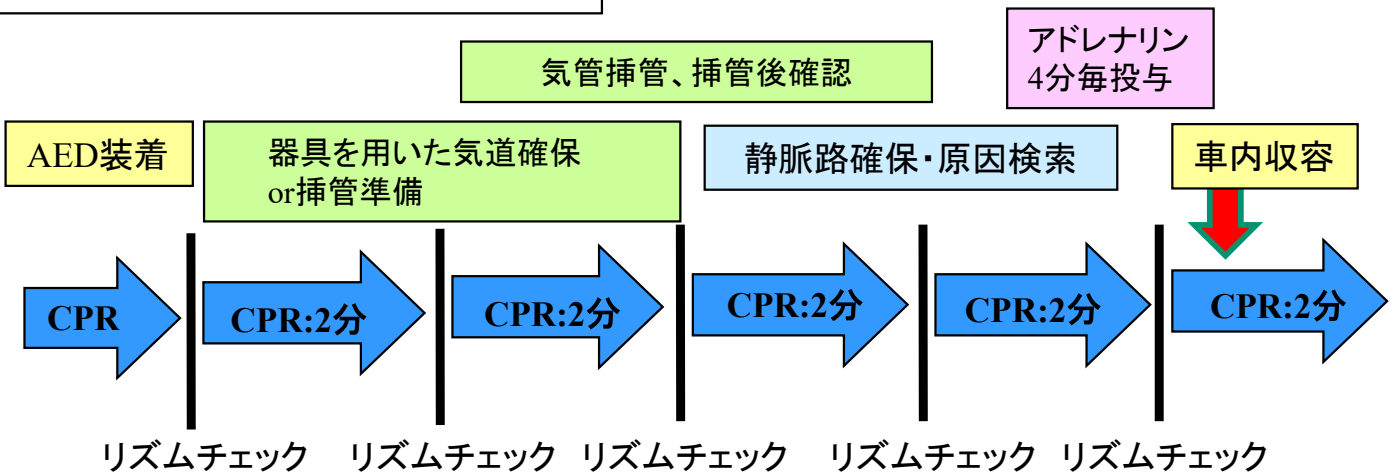 アドレナリン
4分毎投与
気管挿管、挿管後確認
AED装着
器具を用いた気道確保
or挿管準備
静脈路確保・原因検索
車内収容
CPR
CPR:2分
CPR:2分
CPR:2分
CPR:2分
CPR:2分
リズムチェック
リズムチェック
リズムチェック
リズムチェック
リズムチェック